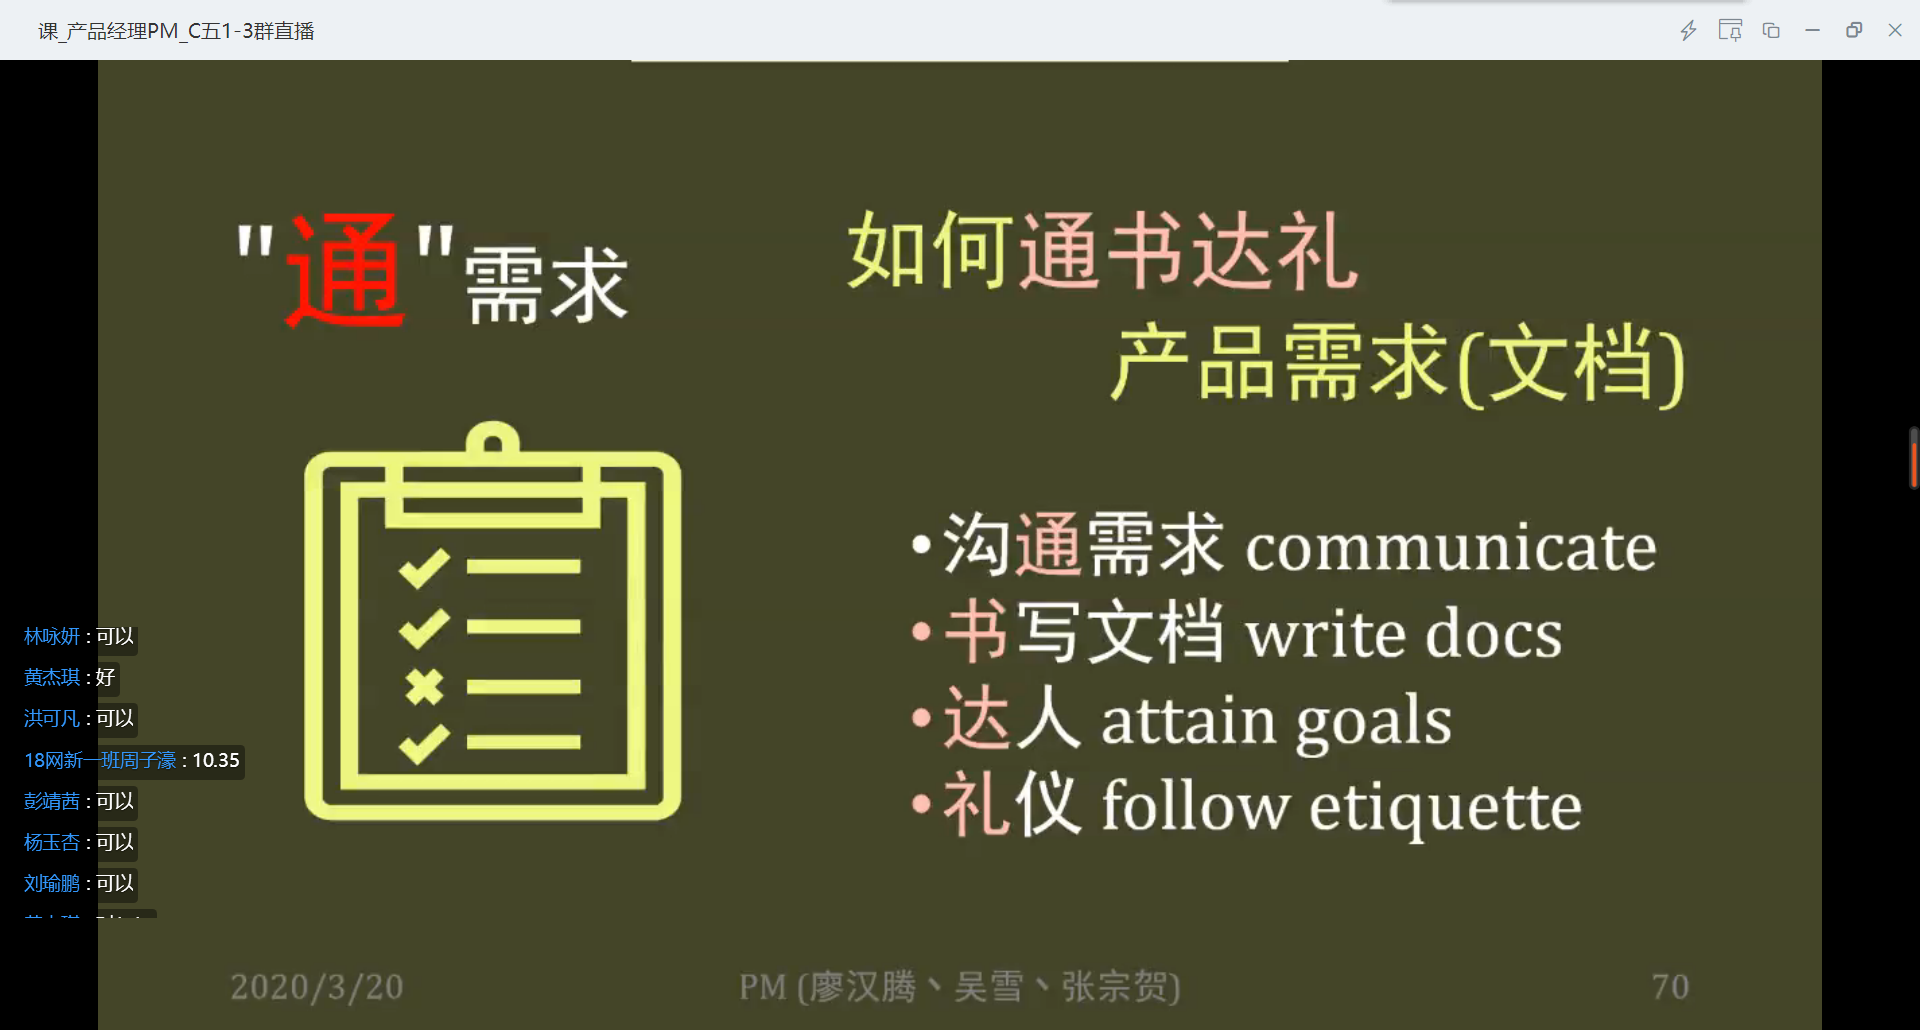 课_产品经理PM_C五1-3群直播
"通"需求
如何通书达礼
产品需求(文档)
•沟通需求 communicate
•书写文档 write docs
•达人 attain goals
•礼仪 follow etiquette
林咏妍 : 可以
黄杰琪 : 好
洪可凡 : 可以
18网新一班周子濠 : 10.35
彭靖茜 : 可以
杨玉杏 : 可以
刘瑜鹏 : 可以
2020/3/20
PM (廖汉腾、吴雪、张宗贺)
70